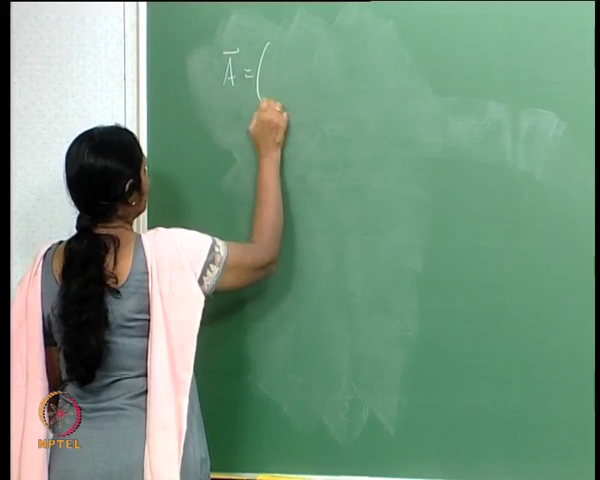 A⃗ = (
NPTEL